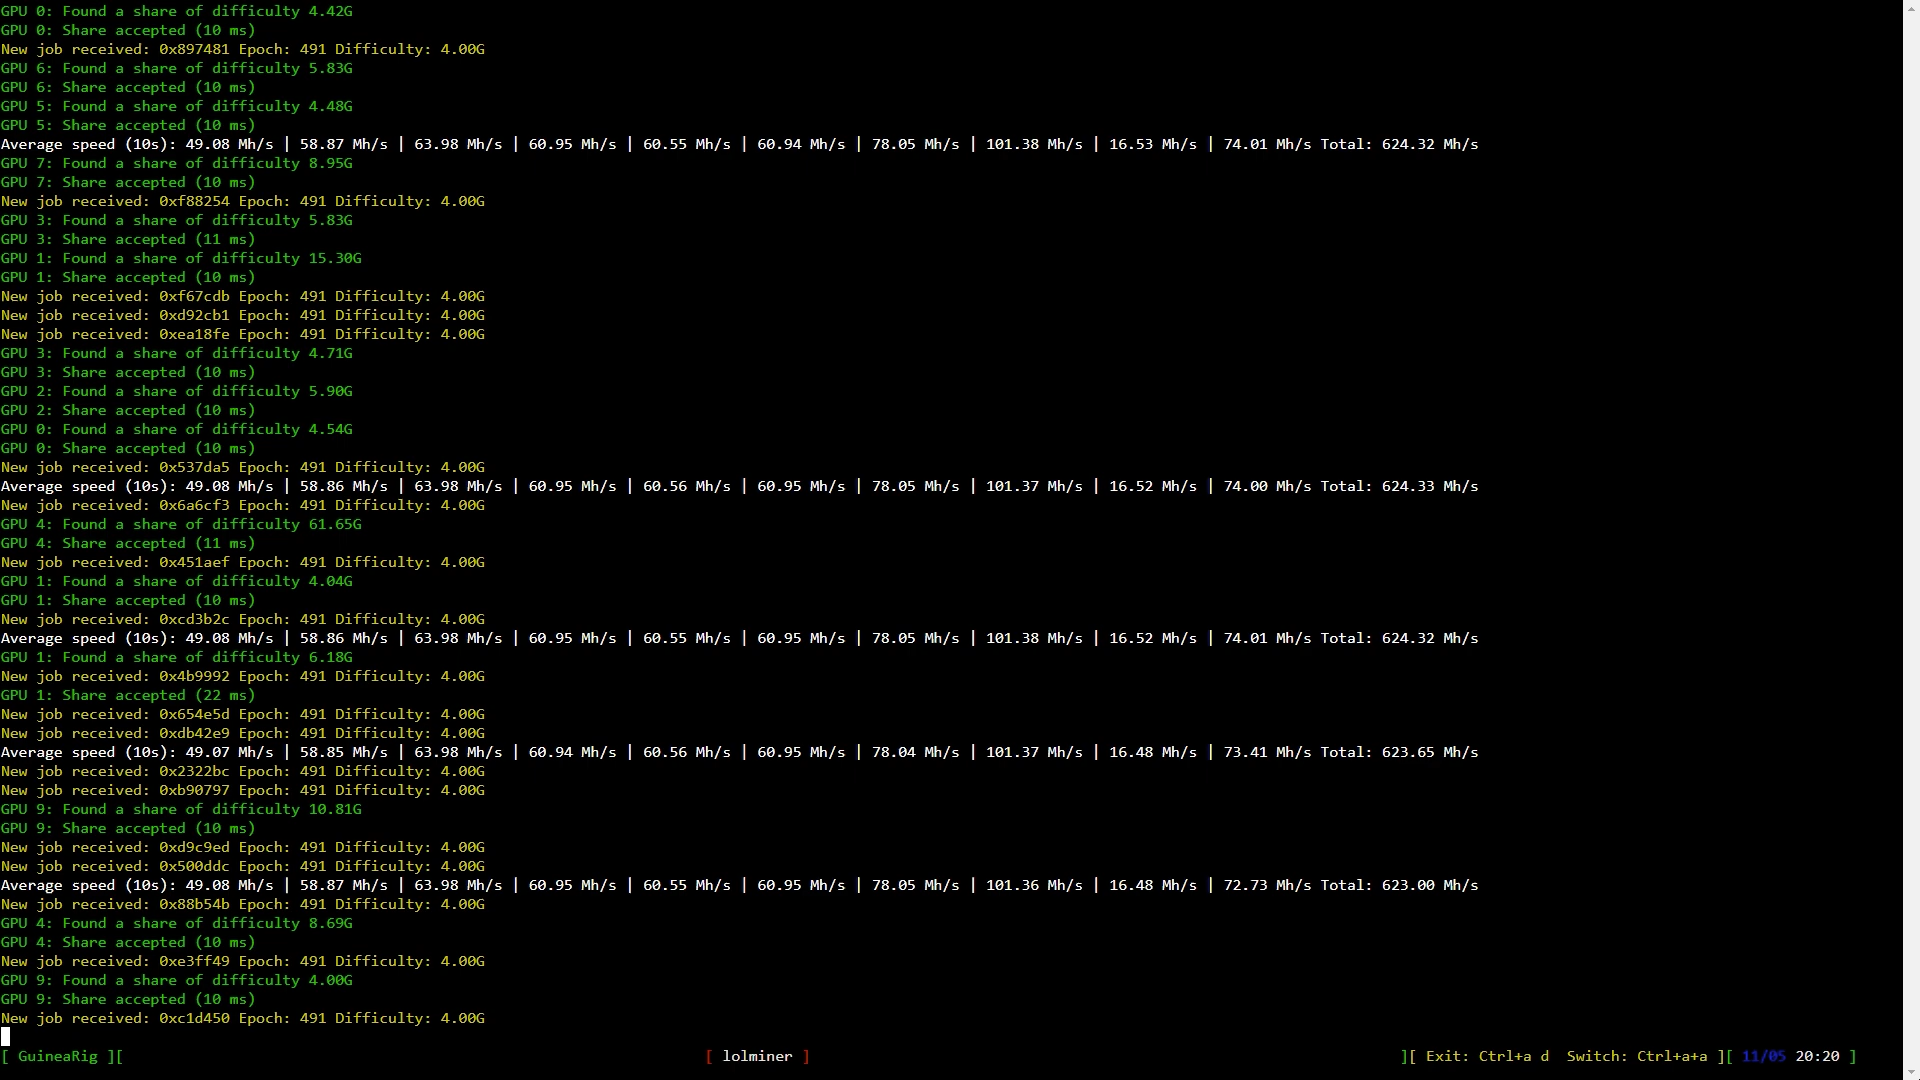 GPU 0: Found a share of difficulty 4.42G
GPU 0: Share accepted (10 ms)
New job received: 0x897481 Epoch: 491 Difficulty: 4.00G
GPU 6: Found a share of difficulty 5.83G
GPU 6: Share accepted (10 ms)
GPU 5: Found a share of difficulty 4.48G
GPU 5: Share accepted (10 ms)
Average speed (10s): 49.08 Mh/s | 58.87 Mh/s | 63.98 Mh/s | 60.95 Mh/s | 60.55 Mh/s | 60.94 Mh/s | 78.05 Mh/s | 101.38 Mh/s | 16.53 Mh/s | 74.01 Mh/s Total: 624.32 Mh/s
GPU 7: Found a share of difficulty 8.95G
GPU 7: Share accepted (10 ms)
New job received: 0xf88254 Epoch: 491 Difficulty: 4.00G
GPU 3: Found a share of difficulty 5.83G
GPU 3: Share accepted (11 ms)
GPU 1: Found a share of difficulty 15.30G
GPU 1: Share accepted (10 ms)
New job received: 0xf67cdb Epoch: 491 Difficulty: 4.00G
New job received: 0xd92cb1 Epoch: 491 Difficulty: 4.00G
New job received: 0xea18fe Epoch: 491 Difficulty: 4.00G
GPU 3: Found a share of difficulty 4.71G
GPU 3: Share accepted (10 ms)
GPU 2: Found a share of difficulty 5.90G
GPU 2: Share accepted (10 ms)
GPU 0: Found a share of difficulty 4.54G
GPU 0: Share accepted (10 ms)
New job received: 0x537da5 Epoch: 491 Difficulty: 4.00G
Average speed (10s): 49.08 Mh/s | 58.86 Mh/s | 63.98 Mh/s | 60.95 Mh/s | 60.56 Mh/s | 60.95 Mh/s | 78.05 Mh/s | 101.37 Mh/s | 16.52 Mh/s | 74.00 Mh/s Total: 624.33 Mh/s
New job received: 0x6a6cf3 Epoch: 491 Difficulty: 4.00G
GPU 4: Found a share of difficulty 61.65G
GPU 4: Share accepted (11 ms)
New job received: 0x451aef Epoch: 491 Difficulty: 4.00G
GPU 1: Found a share of difficulty 4.04G
GPU 1: Share accepted (10 ms)
New job received: 0xcd3b2c Epoch: 491 Difficulty: 4.00G
Average speed (10s): 49.08 Mh/s | 58.86 Mh/s | 63.98 Mh/s | 60.95 Mh/s | 60.55 Mh/s | 60.95 Mh/s | 78.05 Mh/s | 101.38 Mh/s | 16.52 Mh/s | 74.01 Mh/s Total: 624.32 Mh/s
GPU 1: Found a share of difficulty 6.18G
New job received: 0x4b9992 Epoch: 491 Difficulty: 4.00G
GPU 1: Share accepted (22 ms)
New job received: 0x654e5d Epoch: 491 Difficulty: 4.00G
New job received: 0xdb42e9 Epoch: 491 Difficulty: 4.00G
Average speed (10s): 49.07 Mh/s | 58.85 Mh/s | 63.98 Mh/s | 60.94 Mh/s | 60.56 Mh/s | 60.95 Mh/s | 78.04 Mh/s | 101.37 Mh/s | 16.48 Mh/s | 73.41 Mh/s Total: 623.65 Mh/s
New job received: 0x2322bc Epoch: 491 Difficulty: 4.00G
New job received: 0xb90797 Epoch: 491 Difficulty: 4.00G
GPU 9: Found a share of difficulty 10.81G
GPU 9: Share accepted (10 ms)
New job received: 0xd9c9ed Epoch: 491 Difficulty: 4.00G
New job received: 0x500ddc Epoch: 491 Difficulty: 4.00G
Average speed (10s): 49.08 Mh/s | 58.87 Mh/s | 63.98 Mh/s | 60.95 Mh/s | 60.55 Mh/s | 60.95 Mh/s | 78.05 Mh/s | 101.36 Mh/s | 16.48 Mh/s | 72.73 Mh/s Total: 623.00 Mh/s
New job received: 0x88b54b Epoch: 491 Difficulty: 4.00G
GPU 4: Found a share of difficulty 8.69G
GPU 4: Share accepted (10 ms)
New job received: 0xe3ff49 Epoch: 491 Difficulty: 4.00G
GPU 9: Found a share of difficulty 4.00G
GPU 9: Share accepted (10 ms)
New job received: 0xc1d450 Epoch: 491 Difficulty: 4.00G
[ GuineaRig ][ [ lolminer ] ][ Exit: Ctrl+a d Switch: Ctrl+a+a ][ 11/05 20:20 ]